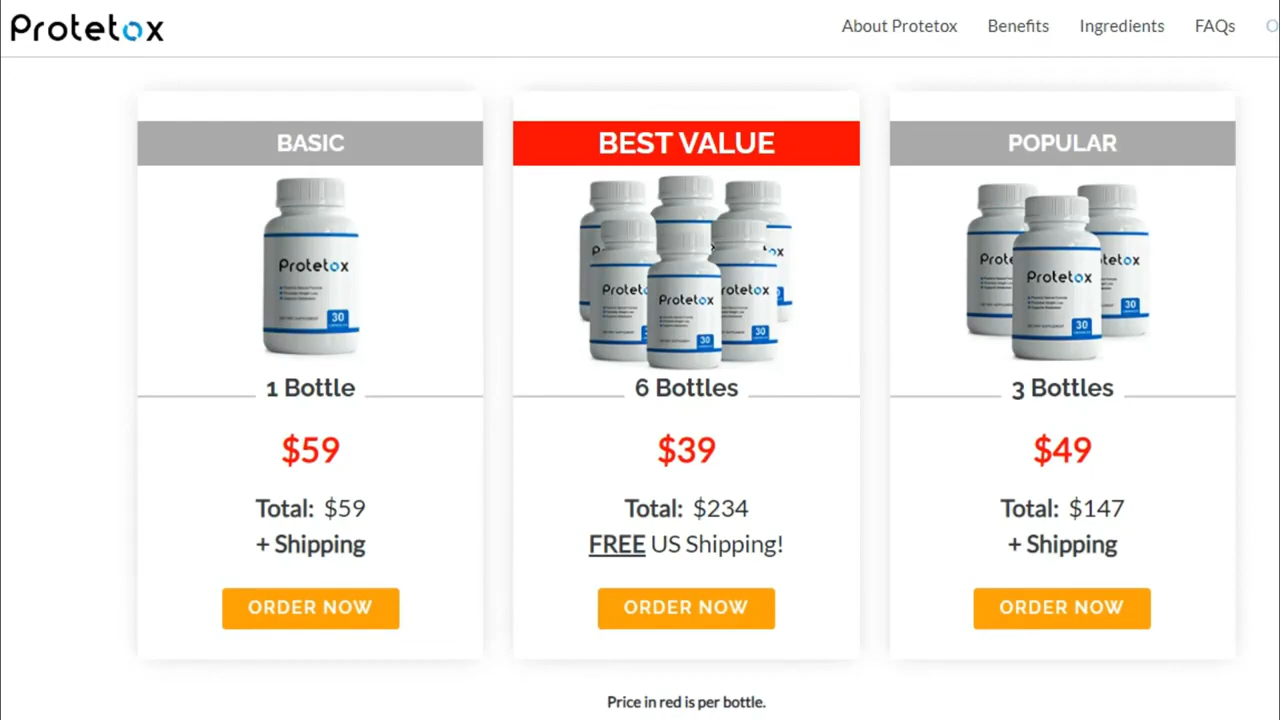 Protetox
About Protetox
Benefits
Ingredients
FAQs
BASIC
Protetox
30
1 Bottle
$59
Total: $59
+ Shipping
ORDER NOW
BEST VALUE
Protetox
30
30
6 Bottles
$39
Total: $234
FREE US Shipping!
ORDER NOW
POPULAR
Protetox
30
30
3 Bottles
$49
Total: $147
+ Shipping
ORDER NOW
Price in red is per bottle.